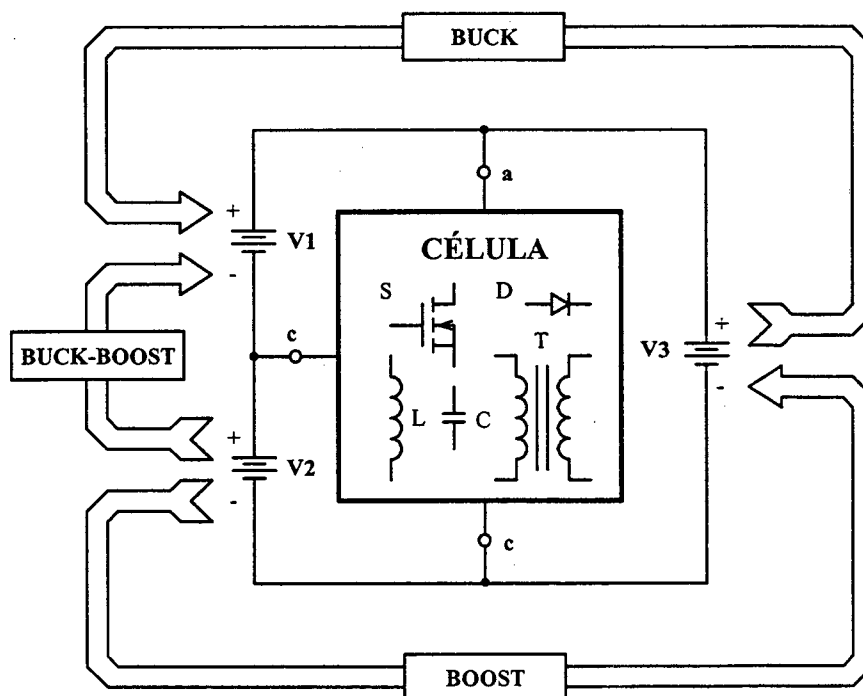 BUCK
a
+
V1
-
CÉLULA
S
D
c
T
+
V3
-
BUCK-BOOST
L
C
+
V2
-
c
BOOST